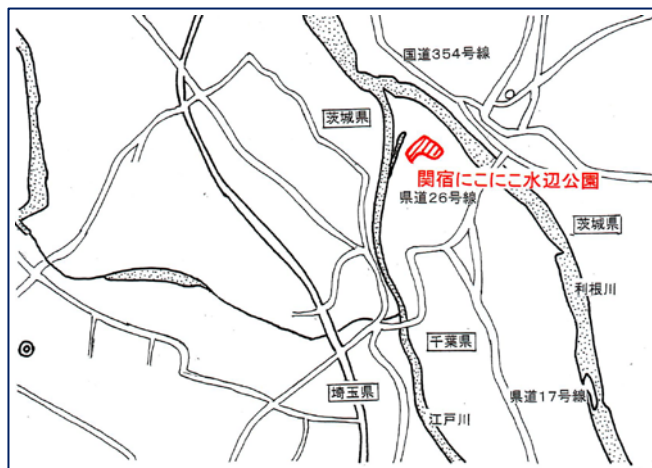 国道354号線
茨城県
関宿にこにこ水辺公園
県道26号線
茨城県
利根川
千葉県
埼玉県
県道17号線
江戸川